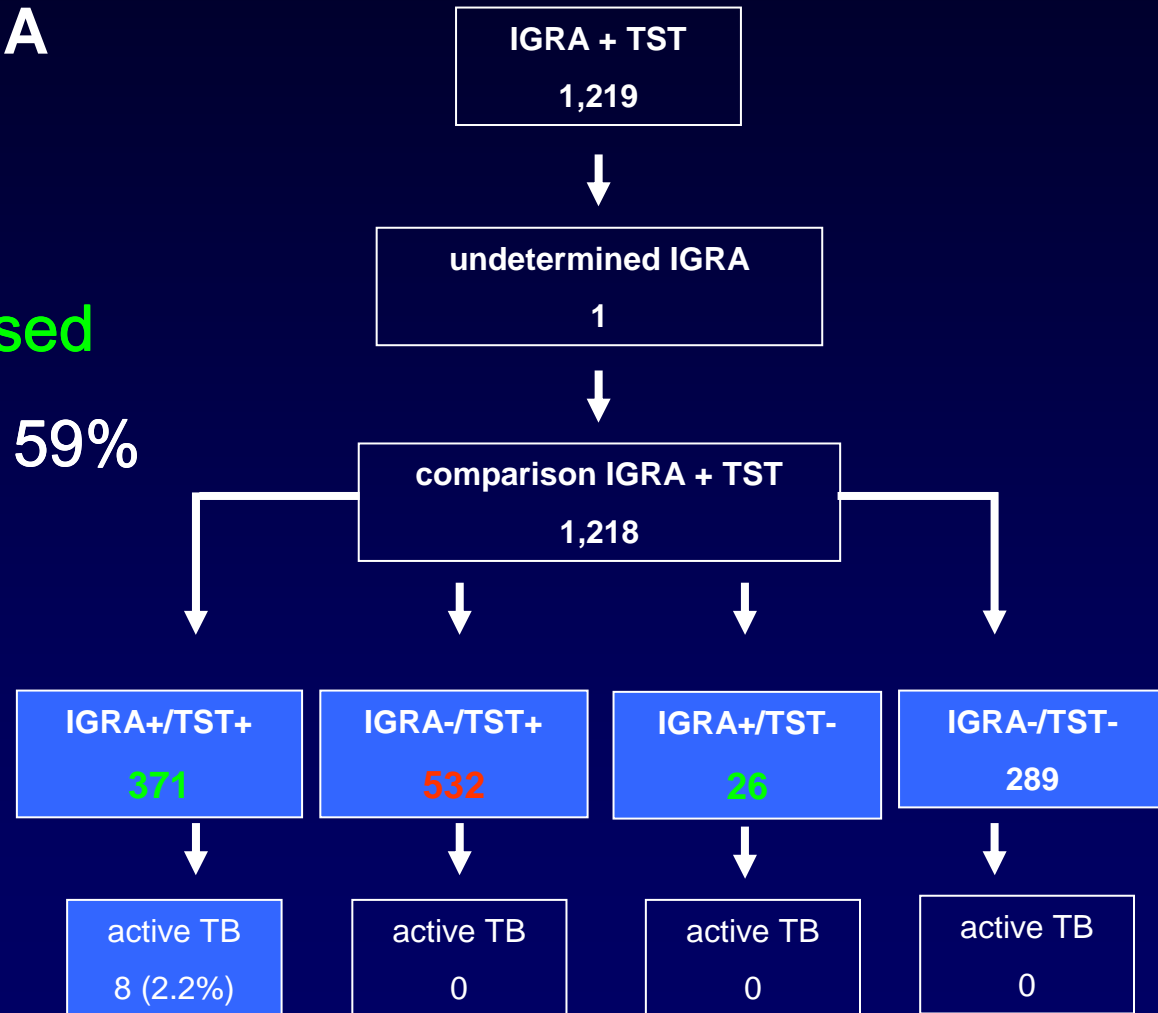 A
IGRA + TST
1,219
undetermined IGRA
1
sed
59%
comparison IGRA + TST
1,218
IGRA+/TST+
371
IGRA-/TST+
532
IGRA+/TST-
26
IGRA-/TST-
289
active TB
8 (2.2%)
active TB
0
active TB
0
active TB
0